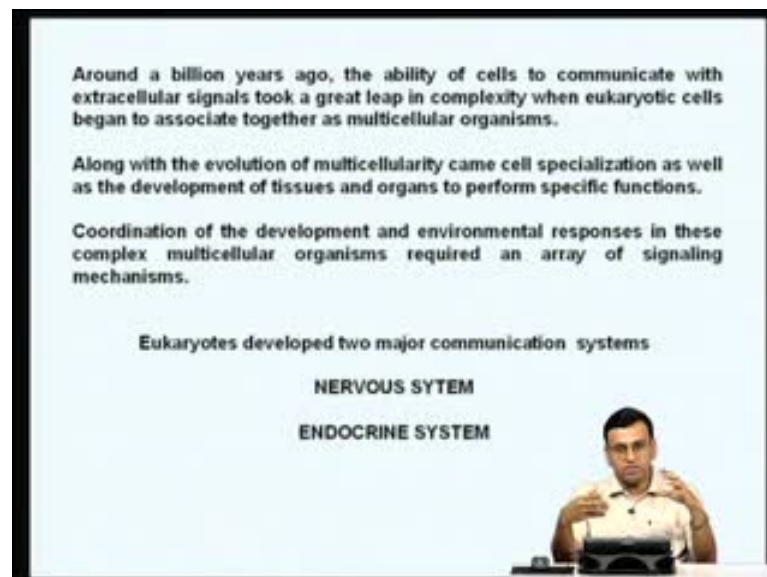 Around a billion years ago, the ability of cells to communicate with
extracellular signals took a great leap in complexity when eukaryotic cells
began to associate together as multicellular organisms.
Along with the evolution of multicellularity came cell specialization as well
as the development of tissues and organs to perform specific functions.
Coordination of the development and environmental responses in these
complex multicellular organisms required an array of signaling
mechanisms.
Eukaryotes developed two major communication systems
NERVOUS SYTEM
ENDOCRINE SYSTEM